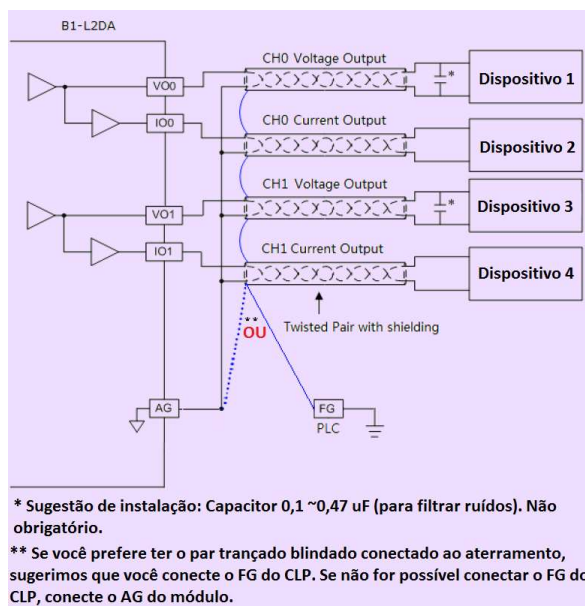 B1-L2DA
CH0 Voltage Output
VO0
*
Dispositivo 1
IO0
CH0 Current Output
Dispositivo 2
CH1 Voltage Output
VO1
*
Dispositivo 3
IO1
CH1 Current Output
Dispositivo 4
**
OU
Twisted Pair with shielding
AG
FG
PLC
* Sugestão de instalação: Capacitor 0,1 ~0,47 uF (para filtrar ruídos). Não
obrigatório.
** Se você prefere ter o par trançado blindado conectado ao aterramento,
sugerimos que você conecte o FG do CLP. Se não for possível conectar o FG do
CLP, conecte o AG do módulo.